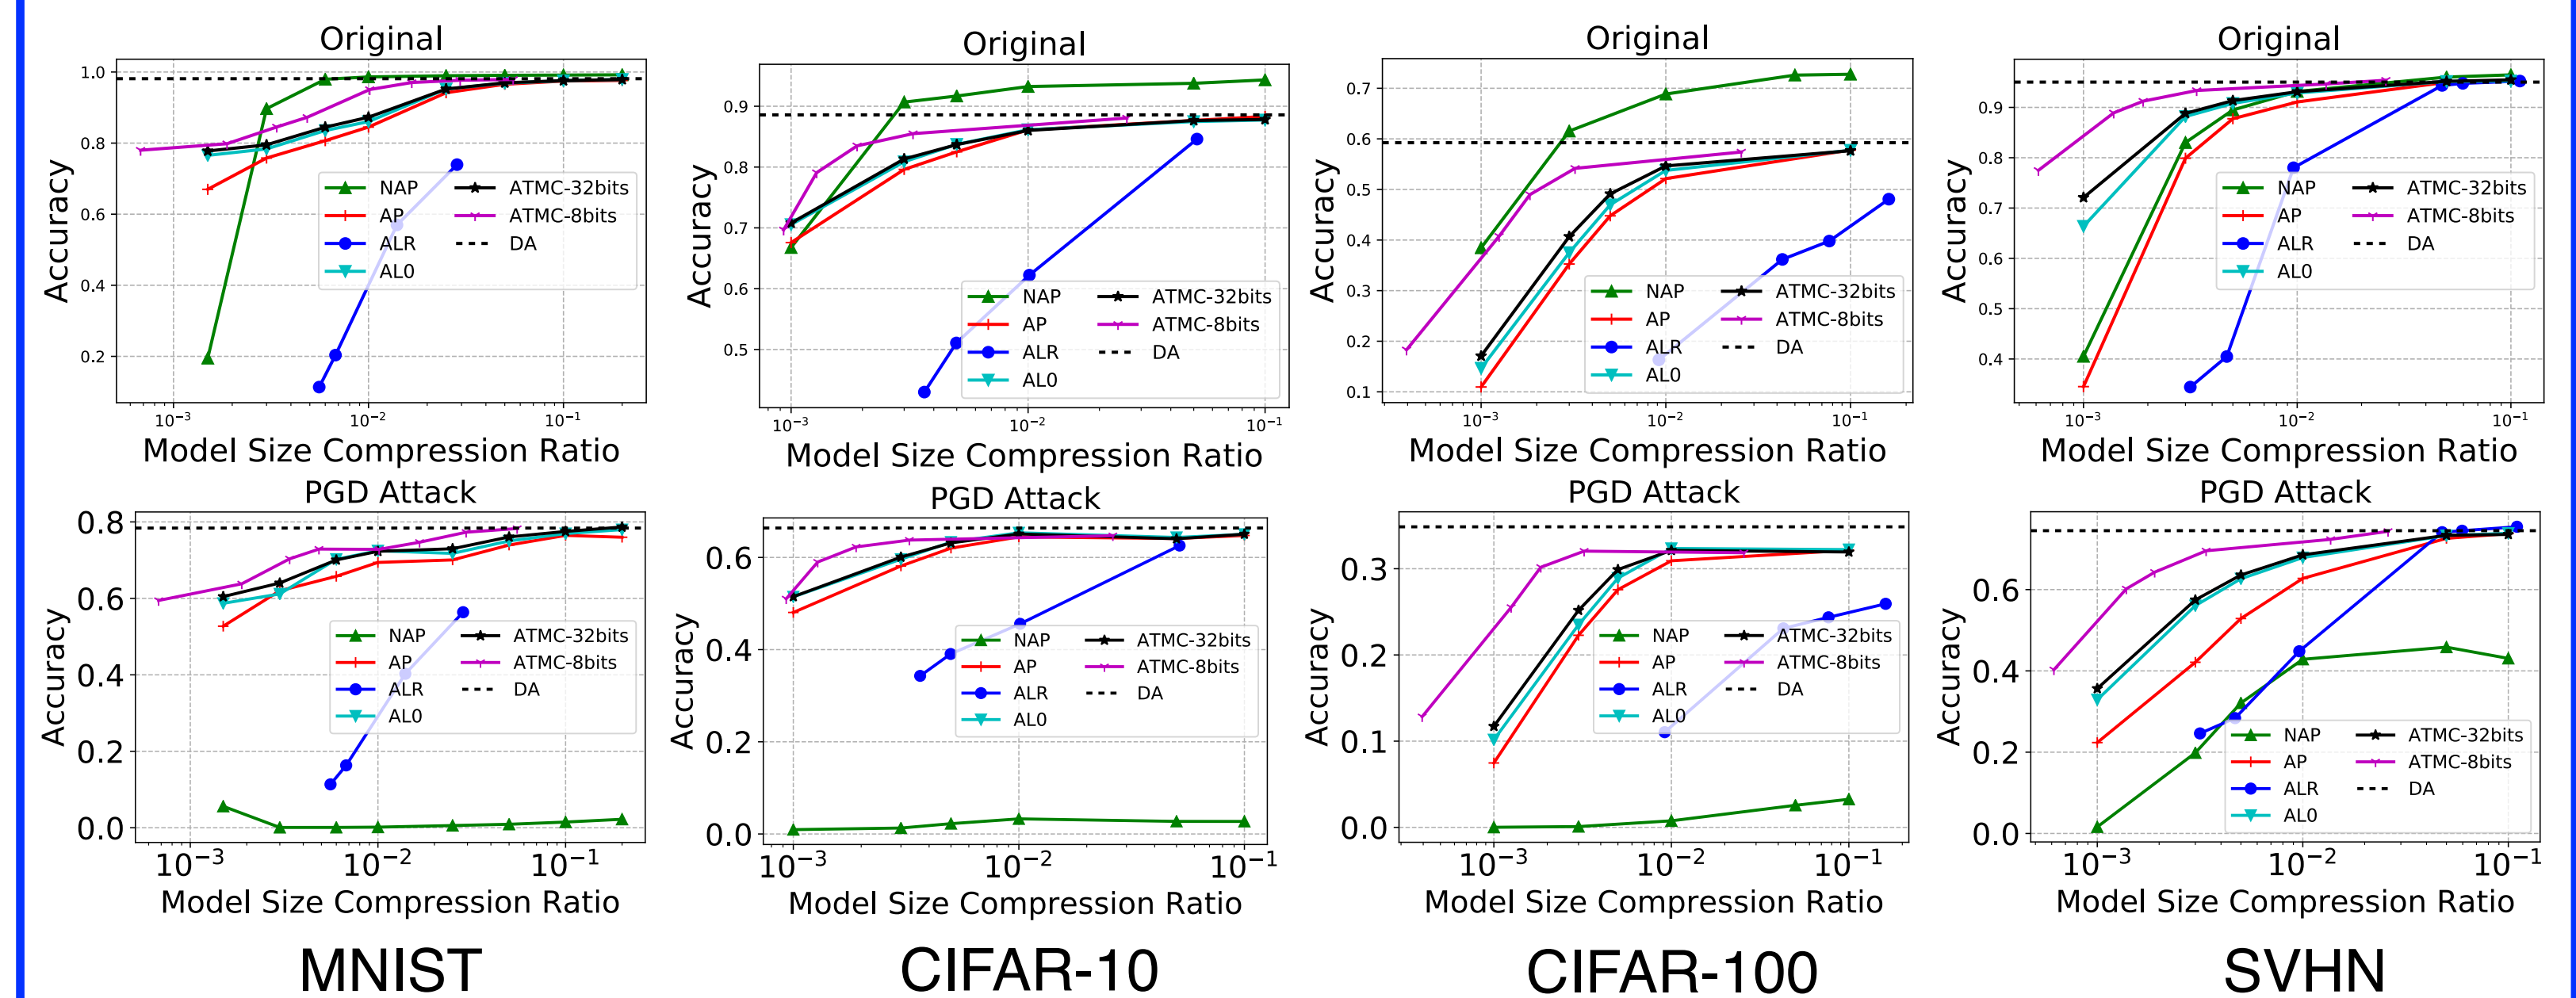 Original
1.0
0.8
0.6
0.4
0.2
Accuracy
NAP
AP
ALR
AL0
ATMC-32bits
ATMC-8bits
DA
10⁻³
10⁻²
10⁻¹
Model Size Compression Ratio
Original
0.9
0.8
0.7
0.6
0.5
Accuracy
NAP
AP
ALR
AL0
ATMC-32bits
ATMC-8bits
DA
10⁻³
10⁻²
10⁻¹
Model Size Compression Ratio
Original
0.7
0.6
0.5
0.4
0.3
0.2
0.1
Accuracy
NAP
AP
ALR
AL0
ATMC-32bits
ATMC-8bits
DA
10⁻³
10⁻²
10⁻¹
Model Size Compression Ratio
Original
0.9
0.8
0.7
0.6
0.5
0.4
Accuracy
NAP
AP
ALR
AL0
ATMC-32bits
ATMC-8bits
DA
10⁻³
10⁻²
10⁻¹
Model Size Compression Ratio
PGD Attack
0.8
0.6
0.4
0.2
0.0
Accuracy
NAP
AP
ALR
AL0
ATMC-32bits
ATMC-8bits
DA
10⁻³
10⁻²
10⁻¹
Model Size Compression Ratio
MNIST
PGD Attack
0.6
0.4
0.2
0.0
Accuracy
NAP
AP
ALR
AL0
ATMC-32bits
ATMC-8bits
DA
10⁻³
10⁻²
10⁻¹
Model Size Compression Ratio
CIFAR-10
PGD Attack
0.3
0.2
0.1
0.0
Accuracy
NAP
AP
ALR
AL0
ATMC-32bits
ATMC-8bits
DA
10⁻³
10⁻²
10⁻¹
Model Size Compression Ratio
CIFAR-100
PGD Attack
0.6
0.4
0.2
0.0
Accuracy
NAP
AP
ALR
AL0
ATMC-32bits
ATMC-8bits
DA
10⁻³
10⁻²
10⁻¹
Model Size Compression Ratio
SVHN